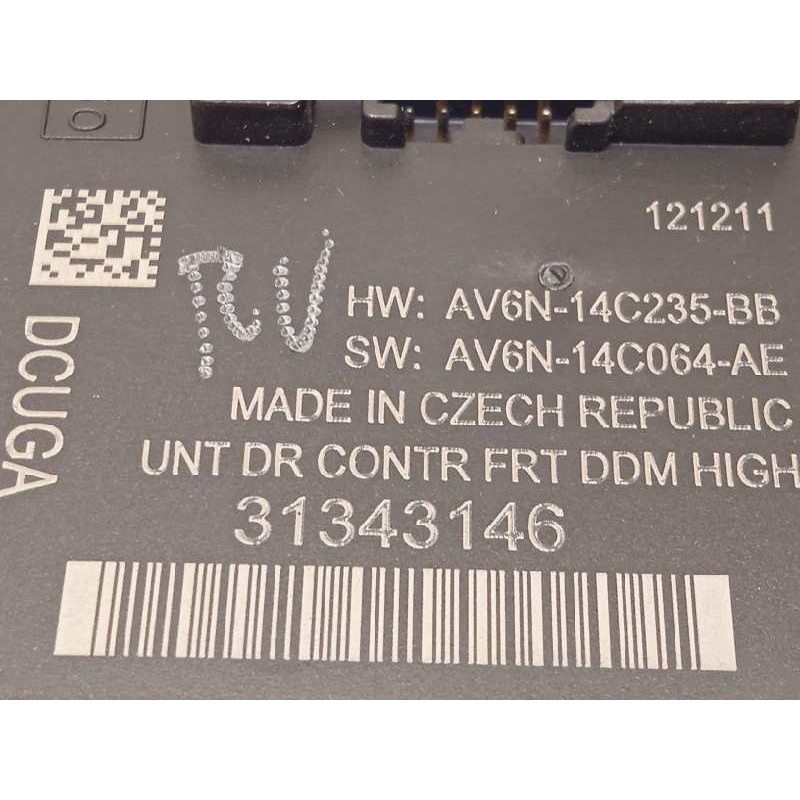 121211
HW: AV6N-14C235-BB
SW: AV6N-14C064-AE
MADE IN CZECH REPUBLIC
UNT DR CONTR FRT DDM HIGH
31343146
DCUGA